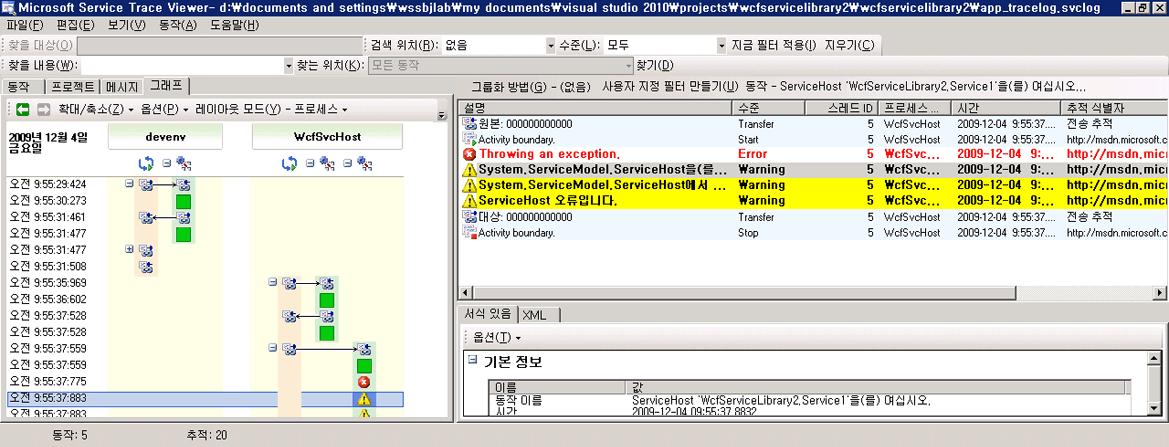 Microsoft Service Trace Viewer- d:₩documents and settings₩wssbjlab₩my documents₩visual studio 2010₩projects₩wcfservicelibrary2₩wcfservicelibrary2₩app_tracelog.svclog
파일(F) 편집(E) 보기(V) 동작(A) 도움말(H)
찾을 대상(O) 검색 위치(R): 없음 수준(L): 모두 지금 필터 적용(I) 지우기(C)
찾을 내용(W): 찾는 위치(K): 모든 동작 찾기(D)
동작 프로젝트 메시지 그래프
확대/축소(Z) 옵션(P) 레이아웃 모드(Y) - 프로세스
2009년 12월 4일
금요일
devenv WcfSvcHost
오전 9:55:29:424
오전 9:55:30:273
오전 9:55:31:461
오전 9:55:31:477
오전 9:55:31:477
오전 9:55:31:508
오전 9:55:35:969
오전 9:55:36:602
오전 9:55:37:528
오전 9:55:37:528
오전 9:55:37:559
오전 9:55:37:559
오전 9:55:37:775
오전 9:55:37:883
오전 9:55:37:883
그룹화 방법(G) - (없음) 사용자 지정 필터 만들기(U) 동작 - ServiceHost 'WcfServiceLibrary2.Service1'을(를) 여십시오...
설명 수준 스레드 ID 프로세스 ... 시간 추적 식별자
원본: 000000000000 Transfer 5 WcfSvcHost 2009-12-04 9:55:37.... 전송 추적
Activity boundary. Start 5 WcfSvcHost 2009-12-04 9:55:37.... http://msdn.microsoft.c
Throwing an exception. Error 5 WcfSvc... 2009-12-04 9:... http://msdn.mic
System.ServiceModel.ServiceHost을(를... Warning 5 WcfSvc... 2009-12-04 9:... http://msdn.mic
System.ServiceModel.ServiceHost에서 ... Warning 5 WcfSvc... 2009-12-04 9:... http://msdn.mic
ServiceHost 오류입니다. Warning 5 WcfSvc... 2009-12-04 9:... http://msdn.mic
대상: 000000000000 Transfer 5 WcfSvcHost 2009-12-04 9:55:37.... 전송 추적
Activity boundary. Stop 5 WcfSvcHost 2009-12-04 9:55:37.... http://msdn.microsoft.c
서식 있음 XML
옵션(T)
기본 정보
이름 값
동작 이름 ServiceHost 'WcfServiceLibrary2.Service1'을(를) 여십시오.
시간 2009-12-04 09:55:37.8832
동작: 5 추적: 20